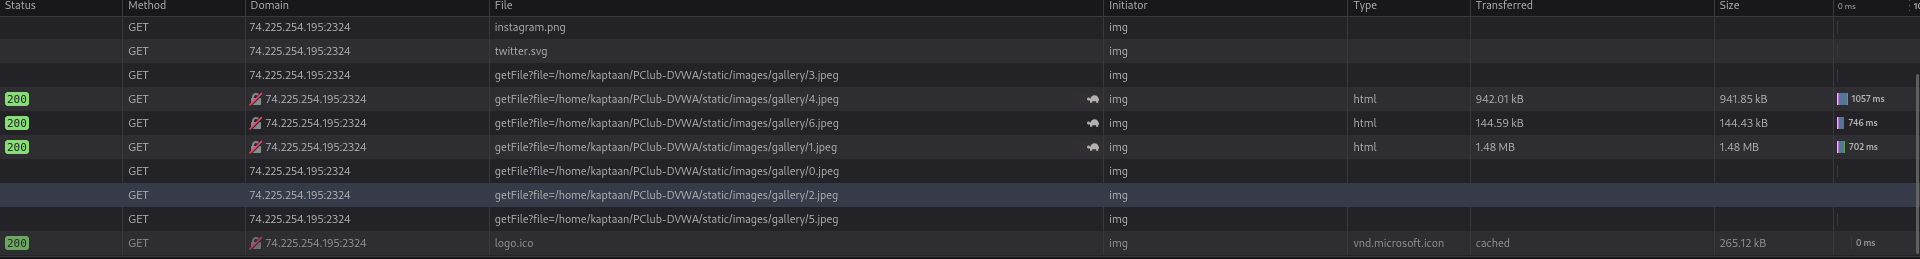 Status Method Domain File Initiator Type Transferred Size 0 ms
GET 74.225.254.195:2324 instagram.png img
GET 74.225.254.195:2324 twitter.svg img
GET 74.225.254.195:2324 getFile?file=/home/kaptaan/PClub-DVWA/static/images/gallery/3.jpeg img
200 GET 74.225.254.195:2324 getFile?file=/home/kaptaan/PClub-DVWA/static/images/gallery/4.jpeg img html 942.01 kB 941.85 kB 1057 ms
200 GET 74.225.254.195:2324 getFile?file=/home/kaptaan/PClub-DVWA/static/images/gallery/6.jpeg img html 144.59 kB 144.43 kB 746 ms
200 GET 74.225.254.195:2324 getFile?file=/home/kaptaan/PClub-DVWA/static/images/gallery/1.jpeg img html 1.48 MB 1.48 MB 702 ms
GET 74.225.254.195:2324 getFile?file=/home/kaptaan/PClub-DVWA/static/images/gallery/0.jpeg img
GET 74.225.254.195:2324 getFile?file=/home/kaptaan/PClub-DVWA/static/images/gallery/2.jpeg img
GET 74.225.254.195:2324 getFile?file=/home/kaptaan/PClub-DVWA/static/images/gallery/5.jpeg img
200 GET 74.225.254.195:2324 logo.ico img vnd.microsoft.icon cached 265.12 kB 0 ms